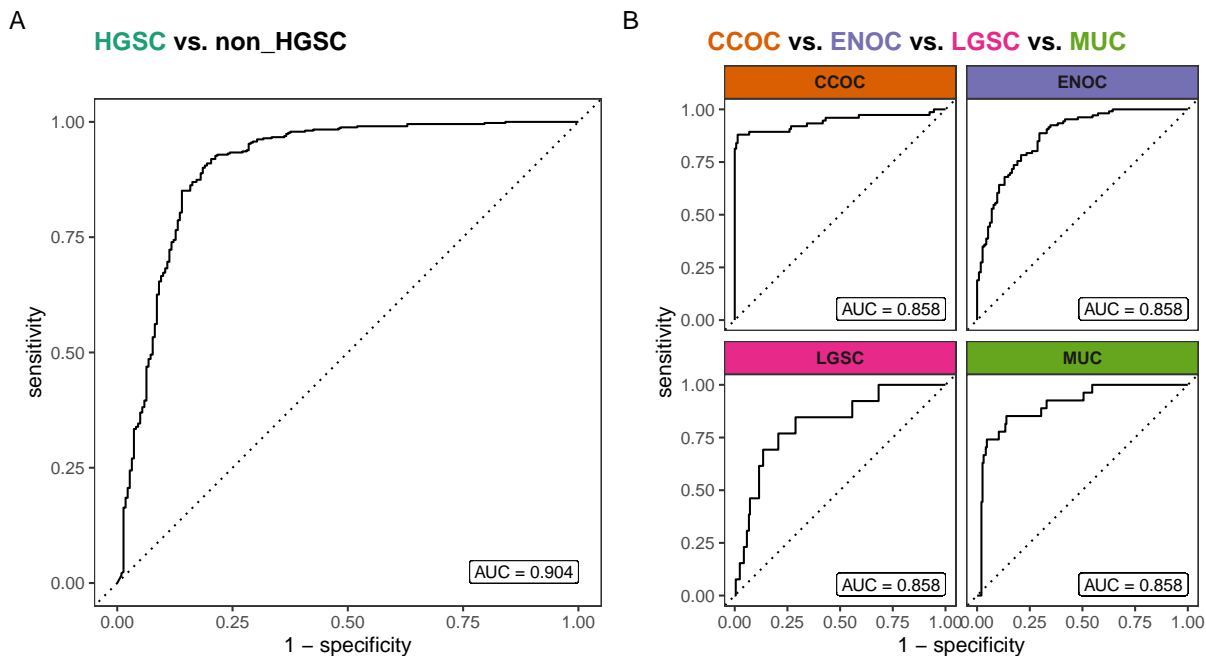 A
HGSC vs. non_HGSC
1.00
0.75
0.50
0.25
0.00
sensitivity
AUC = 0.904
0.00 0.25 0.50 0.75 1.00
1 − specificity
B
CCOC vs. ENOC vs. LGSC vs. MUC
CCOC
ENOC
1.00
0.75
0.50
0.25
0.00
AUC = 0.858
AUC = 0.858
sensitivity
LGSC
MUC
1.00
0.75
0.50
0.25
0.00
AUC = 0.858
AUC = 0.858
0.00 0.25 0.50 0.75 1.00
0.00 0.25 0.50 0.75 1.00
1 − specificity